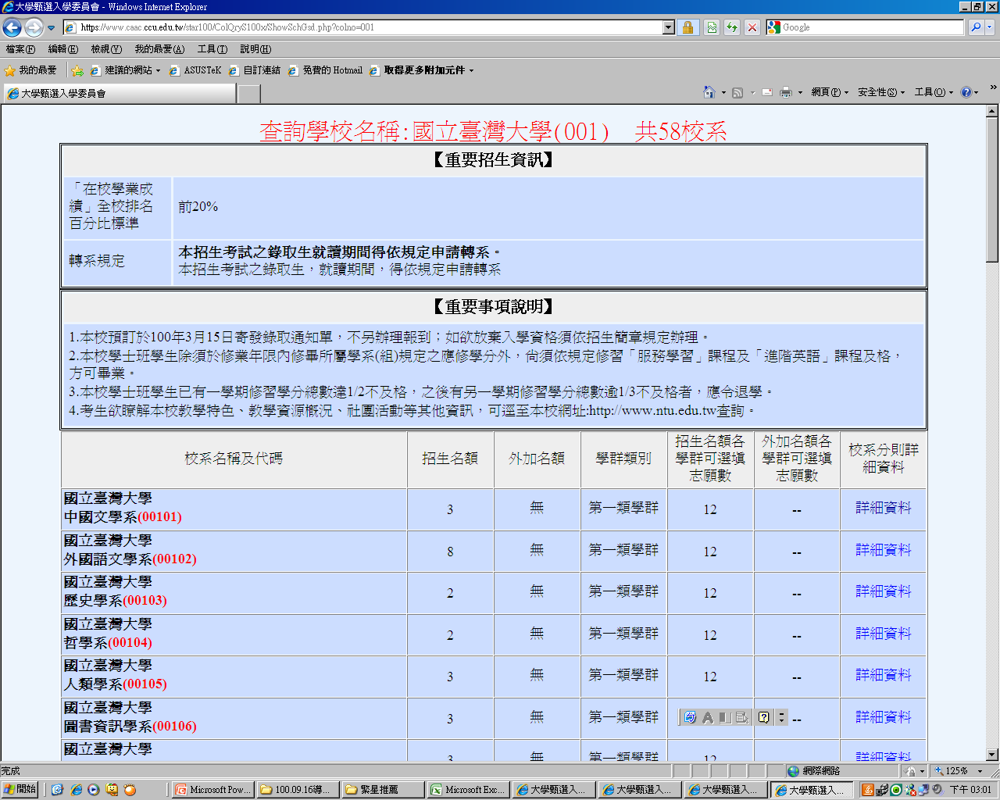 大學甄選入學委員會 - Windows Internet Explorer
https://www.caac.ccu.edu.tw/star100/ColQryS100x/ShowSchGsd.php?colno=001
Google
檔案(F) 編輯(E) 檢視(V) 我的最愛(A) 工具(T) 說明(H)
我的最愛 建議的網站 ASUSTeK 自訂連結 免費的 Hotmail 取得更多附加元件
大學甄選入學委員會
網頁(P) 安全性(S) 工具(O)
查詢學校名稱:國立臺灣大學(001) 共58校系
【重要招生資訊】
「在校學業成
績」全校排名
百分比標準
前20%
轉系規定
本招生考試之錄取生就讀期間得依規定申請轉系。
本招生考試之錄取生，就讀期間，得依規定申請轉系
【重要事項說明】
1.本校預訂於100年3月15日寄發錄取通知單，不另辦理報到；如欲放棄入學資格須依招生簡章規定辦理。
2.本校學士班學生除須於修業年限內修畢所屬學系(組)規定之應修學分外，尚須依規定修習「服務學習」課程及「進階英語」課程及格，
方可畢業。
3.本校學士班學生已有一學期修習學分總數達1/2不及格，之後有另一學期修習學分總數逾1/3不及格者，應令退學。
4.考生欲瞭解本校教學特色、教學資源概況、社團活動等其他資訊，可逕至本校網址:http://www.ntu.edu.tw查詢。
校系名稱及代碼
招生名額
外加名額
學群類別
招生名額各
學群可選填
志願數
外加名額各
學群可選填
志願數
校系分則詳
細資料
國立臺灣大學
中國文學系(00101)
3 無 第一類學群 12 -- 詳細資料
國立臺灣大學
外國語文學系(00102)
8 無 第一類學群 12 -- 詳細資料
國立臺灣大學
歷史學系(00103)
2 無 第一類學群 12 -- 詳細資料
國立臺灣大學
哲學系(00104)
2 無 第一類學群 12 -- 詳細資料
國立臺灣大學
人類學系(00105)
3 無 第一類學群 12 -- 詳細資料
國立臺灣大學
圖書資訊學系(00106)
3 無 第一類學群 -- 詳細資料
國立臺灣大學
3 無 第一類學群 12 詳細資料
完成
網際網路
125%
開始
Microsoft Pow...
100.09.16導...
繁星推薦
Microsoft Exc...
大學甄選入...
大學甄選入...
大學甄選入...
大學甄選入...
下午 03:01